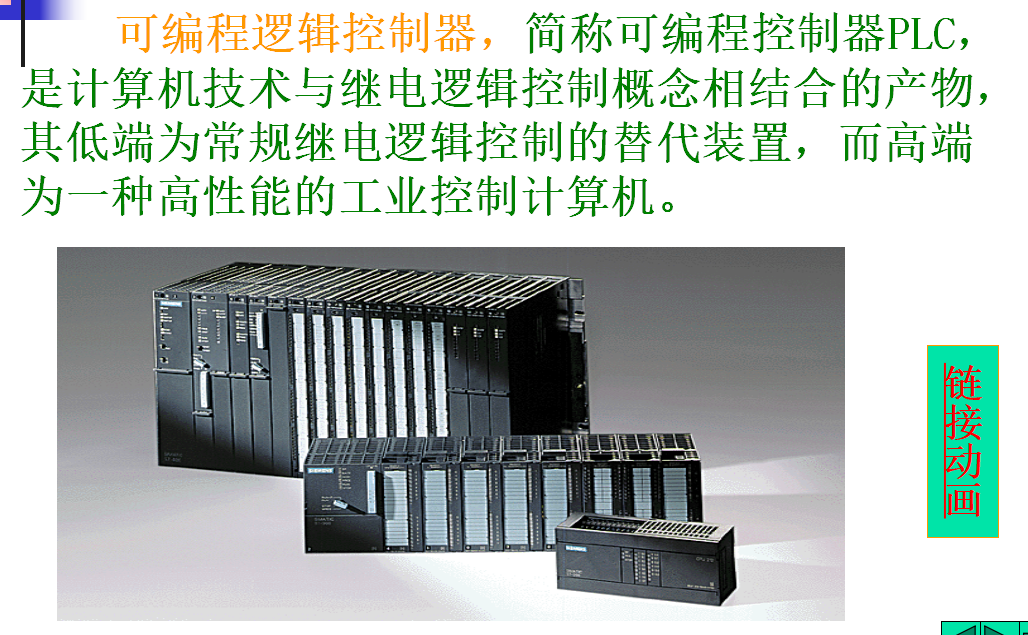 可编程逻辑控制器，简称可编程控制器PLC，
是计算机技术与继电逻辑控制概念相结合的产物，
其低端为常规继电逻辑控制的替代装置，而高端
为一种高性能的工业控制计算机。
SIEMENS
SIEMENS
SIEMENS
链接动画